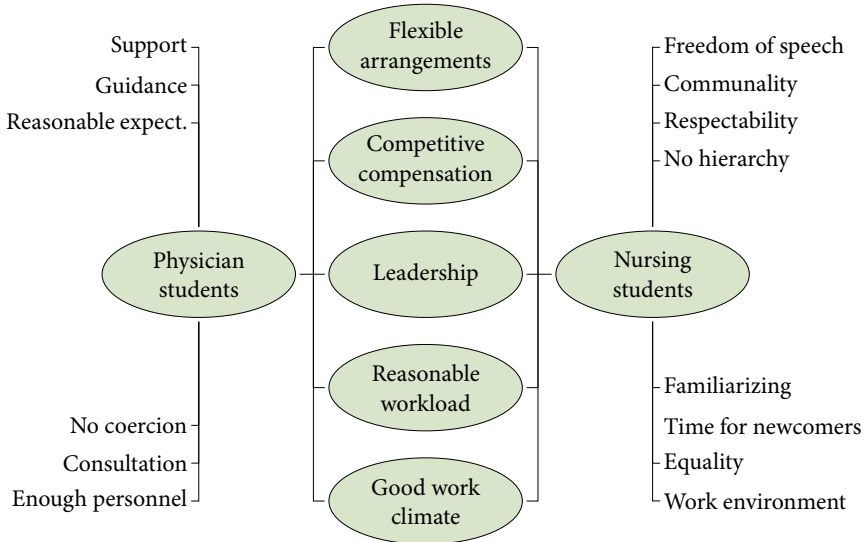 Support
Guidance
Reasonable expect.
Physician
students
No coercion
Consultation
Enough personnel
Flexible
arrangements
Competitive
compensation
Leadership
Reasonable
workload
Good work
climate
Freedom of speech
Communality
Respectability
No hierarchy
Nursing
students
Familiarizing
Time for newcomers
Equality
Work environment